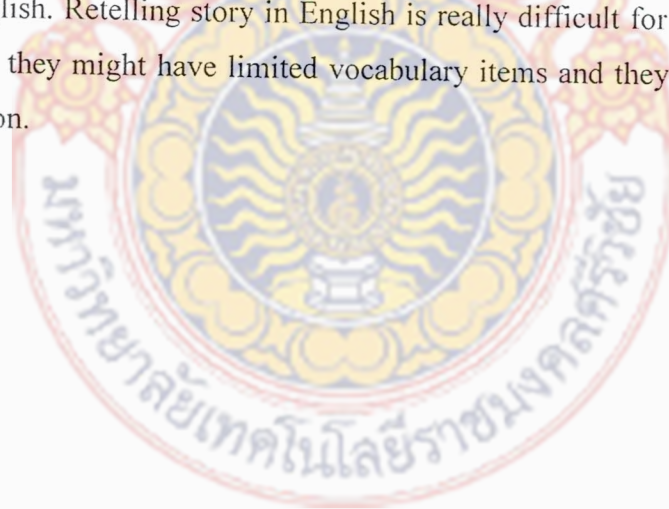 lish. Retelling story in English is really difficult for
they might have limited vocabulary items and they
on.
มหาวิทยาลัยเทคโนโลยีราชมงคลศรีวิชัย